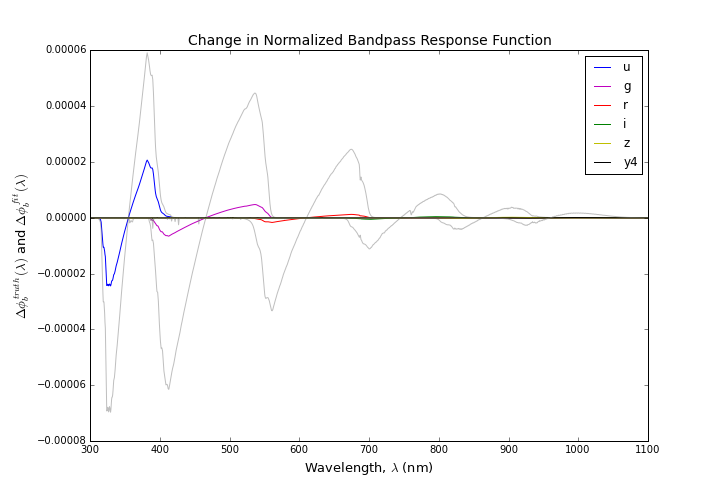 Change in Normalized Bandpass Response Function
0.00006
0.00004
0.00002
0.00000
−0.00002
−0.00004
−0.00006
−0.00008
Δϕ_b^{truth}(λ) and Δϕ_b^{fit}(λ)
u
g
r
i
z
y4
300 400 500 600 700 800 900 1000 1100
Wavelength, λ (nm)